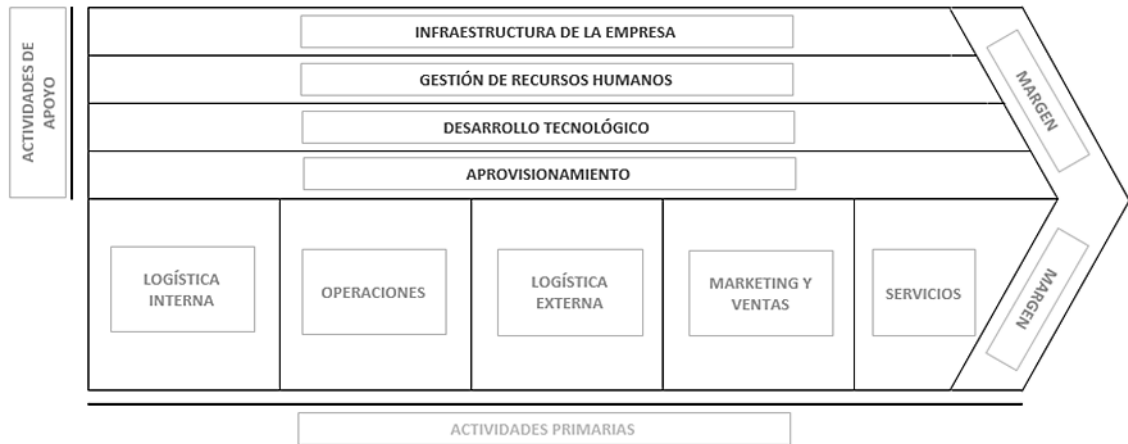 ACTIVIDADES DE
APOYO
INFRAESTRUCTURA DE LA EMPRESA
GESTIÓN DE RECURSOS HUMANOS
DESARROLLO TECNOLÓGICO
APROVISIONAMIENTO
MARGEN
LOGÍSTICA
INTERNA
OPERACIONES
LOGÍSTICA
EXTERNA
MARKETING Y
VENTAS
SERVICIOS
MARGEN
ACTIVIDADES PRIMARIAS